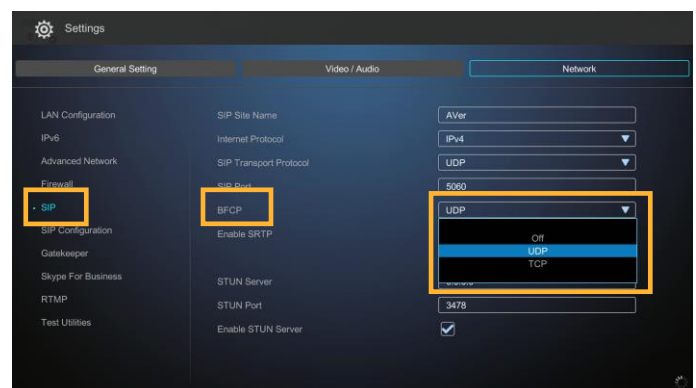 Settings
General Setting Video / Audio Network
LAN Configuration SIP Site Name AVer
IPv6 Internet Protocol IPv4
Advanced Network SIP Transport Protocol UDP
Firewall SIP Port 5060
SIP BFCP UDP
SIP Configuration Enable SRTP Off
Gatekeeper UDP
TCP
Skype For Business STUN Server
RTMP STUN Port 3478
Test Utilities Enable STUN Server